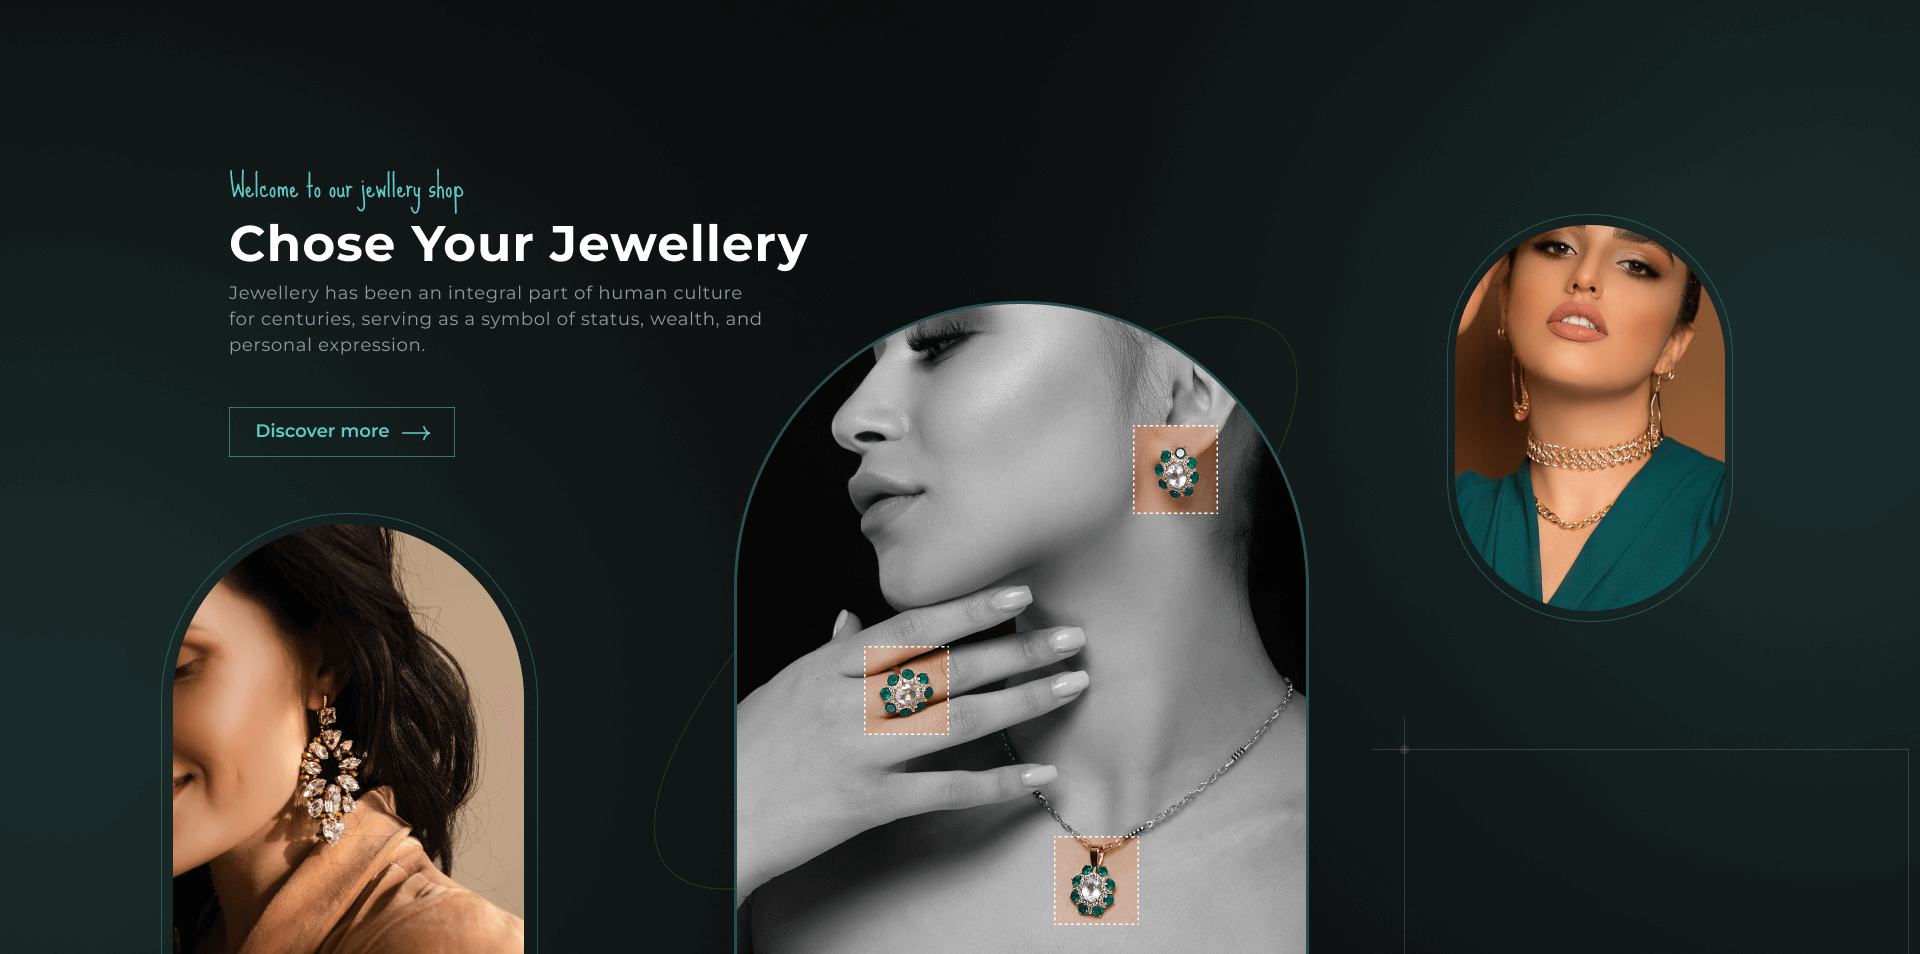 Welcome to our jewllery shop
Chose Your Jewellery
Jewellery has been an integral part of human culture
for centuries, serving as a symbol of status, wealth, and
personal expression.
Discover more